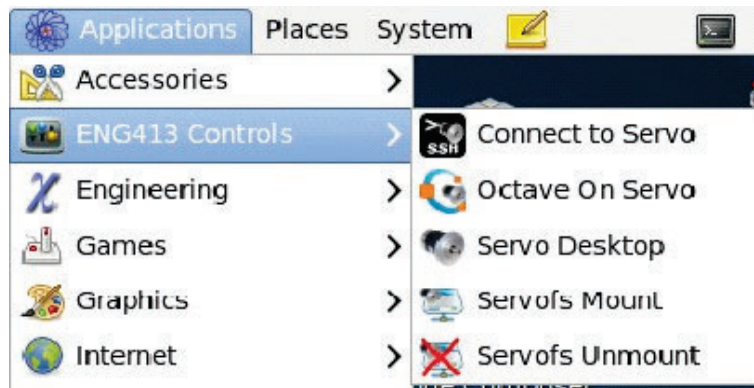 Applications Places System
Accessories
ENG413 Controls
Engineering
Games
Graphics
Internet
SSH
Connect to Servo
Octave On Servo
Servo Desktop
Servofs Mount
Servofs Unmount